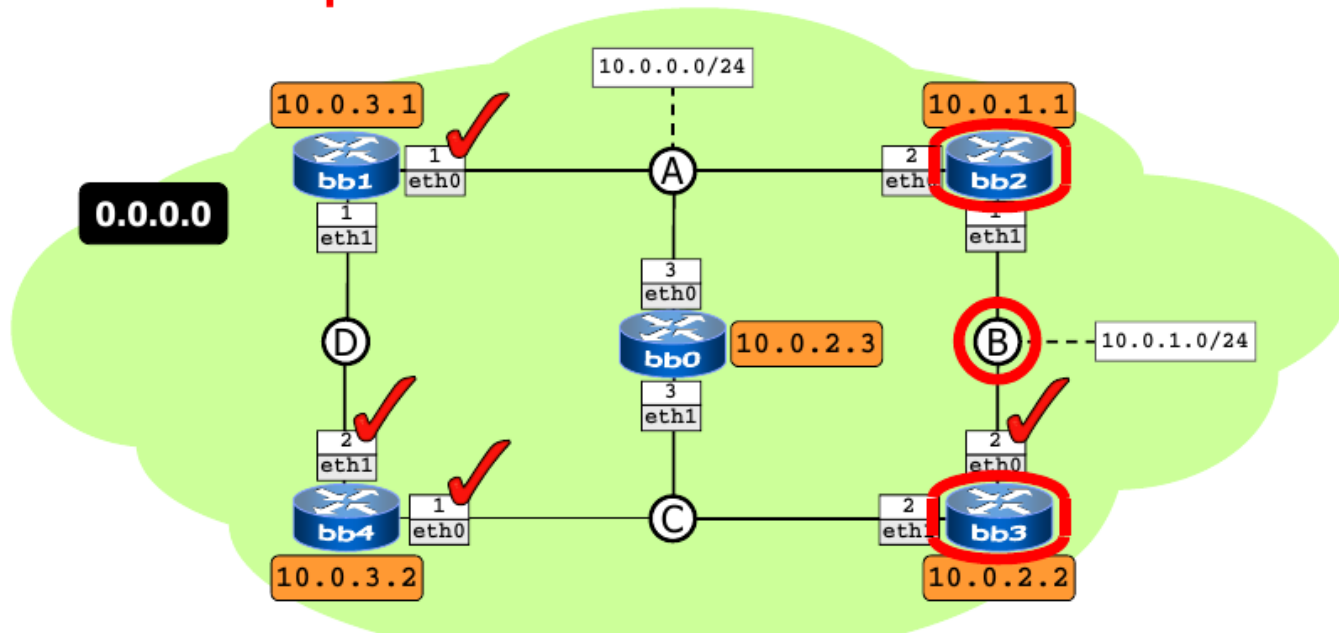 10.0.0.0/24
10.0.3.1
10.0.1.1
1
eth0
bb1
A
2
bb2
0.0.0.0
1
eth1
1
eth1
3
eth0
D
bb0
10.0.2.3
B
10.0.1.0/24
3
eth1
2
eth1
2
eth0
bb4
1
eth0
C
2
bb3
10.0.3.2
10.0.2.2